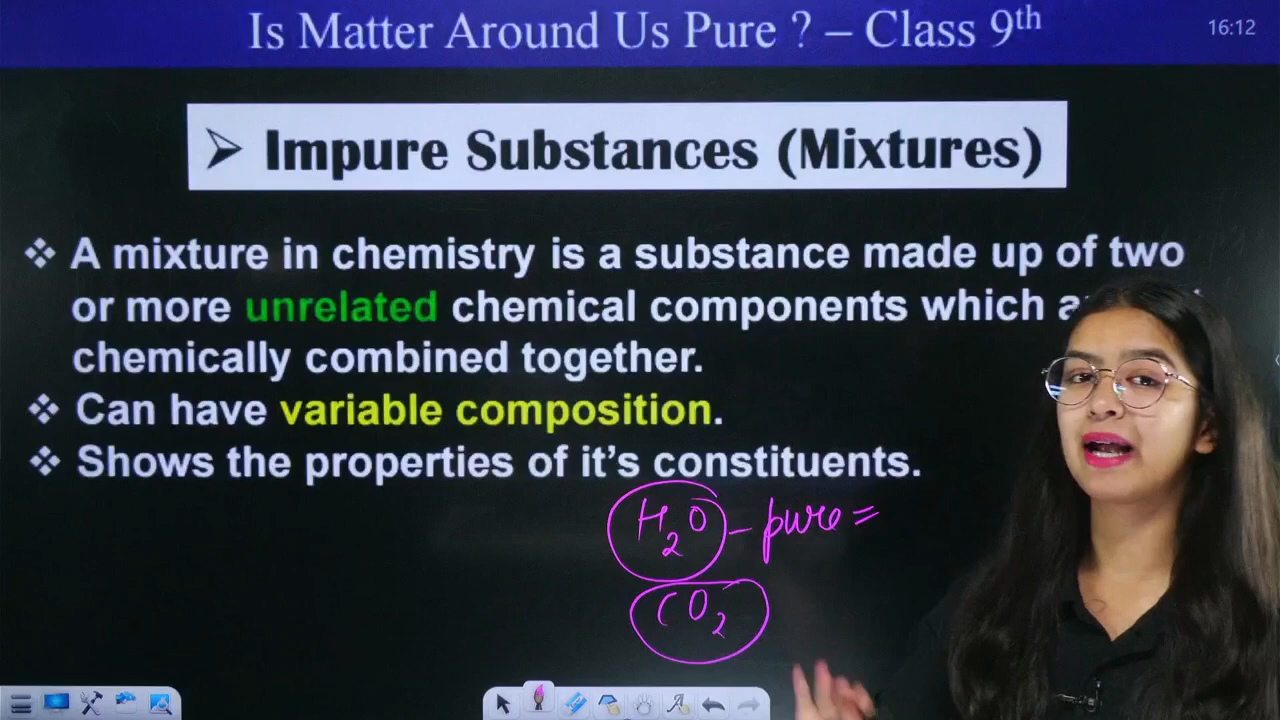 Is Matter Around Us Pure ? – Class 9th
16:12
➢ Impure Substances (Mixtures)
❖ A mixture in chemistry is a substance made up of two
or more unrelated chemical components which
chemically combined together.
❖ Can have variable composition.
❖ Shows the properties of it's constituents.
H2O – pure =
CO2